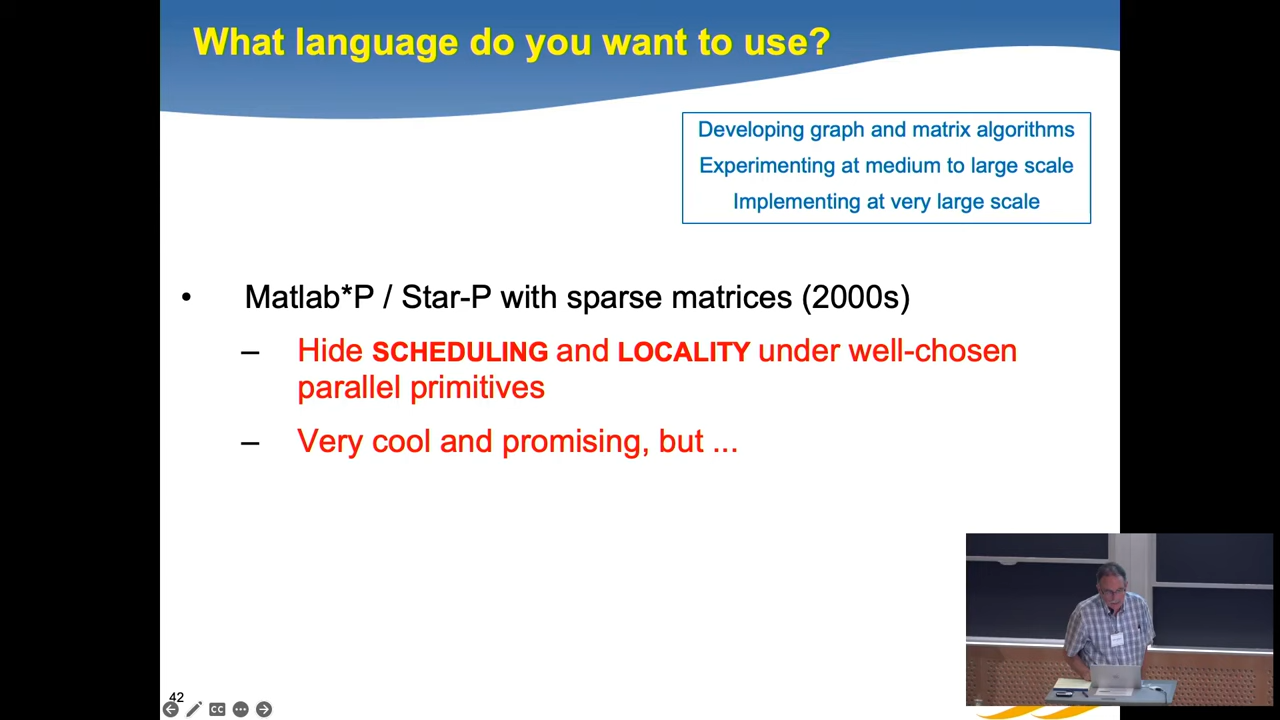 What language do you want to use?
Developing graph and matrix algorithms
Experimenting at medium to large scale
Implementing at very large scale
• Matlab*P / Star-P with sparse matrices (2000s)
– Hide SCHEDULING and LOCALITY under well-chosen
parallel primitives
– Very cool and promising, but ...
42
CC